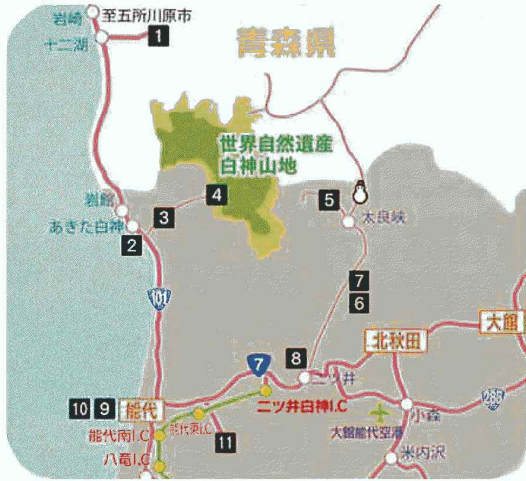 岩崎
至五所川原市
十二湖
1
青森県
世界自然遺産
白神山地
4
5
太良峡
岩館
3
あきた白神
2
101
7
6
北秋田
大館
7
8
二ツ井
285
10
9
能代
二ツ井白神I.C
能代東I.C
小森
能代南I.C
11
大館能代空港
八竜I.C
米内沢